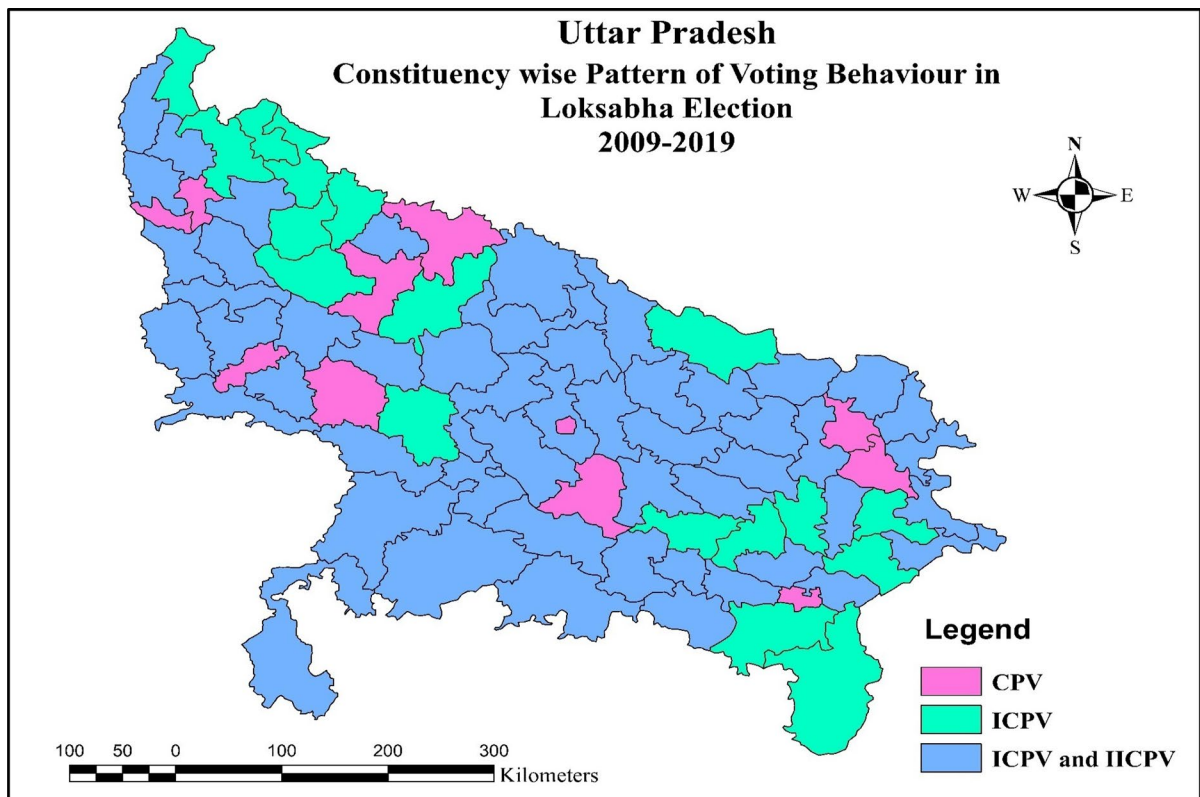 Uttar Pradesh
Constituency wise Pattern of Voting Behaviour in
Loksabha Election
2009-2019
N
W E
S
Legend
CPV
ICPV
ICPV and IICPV
100 50 0 100 200 300
Kilometers